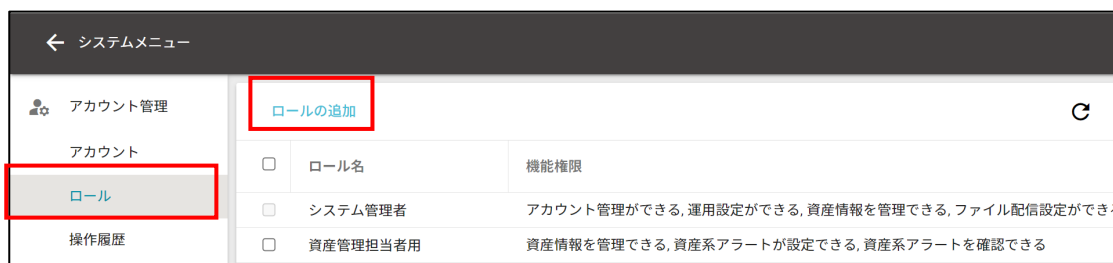 システムメニュー
アカウント管理
アカウント
ロール
操作履歴
ロールの追加
ロール名 機能権限
システム管理者 アカウント管理ができる, 運用設定ができる, 資産情報を管理できる, ファイル配信設定ができ
資産管理担当者用 資産情報を管理できる, 資産系アラートが設定できる, 資産系アラートを確認できる